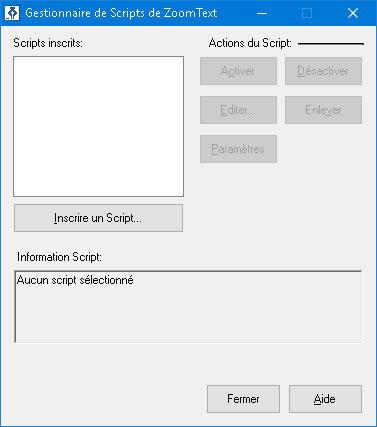 Gestionnaire de Scripts de ZoomText
Scripts inscrits:
Actions du Script:
Activer
Désactiver
Editer...
Enlever
Paramètres
Inscrire un Script...
Information Script:
Aucun script sélectionné
Fermer
Aide